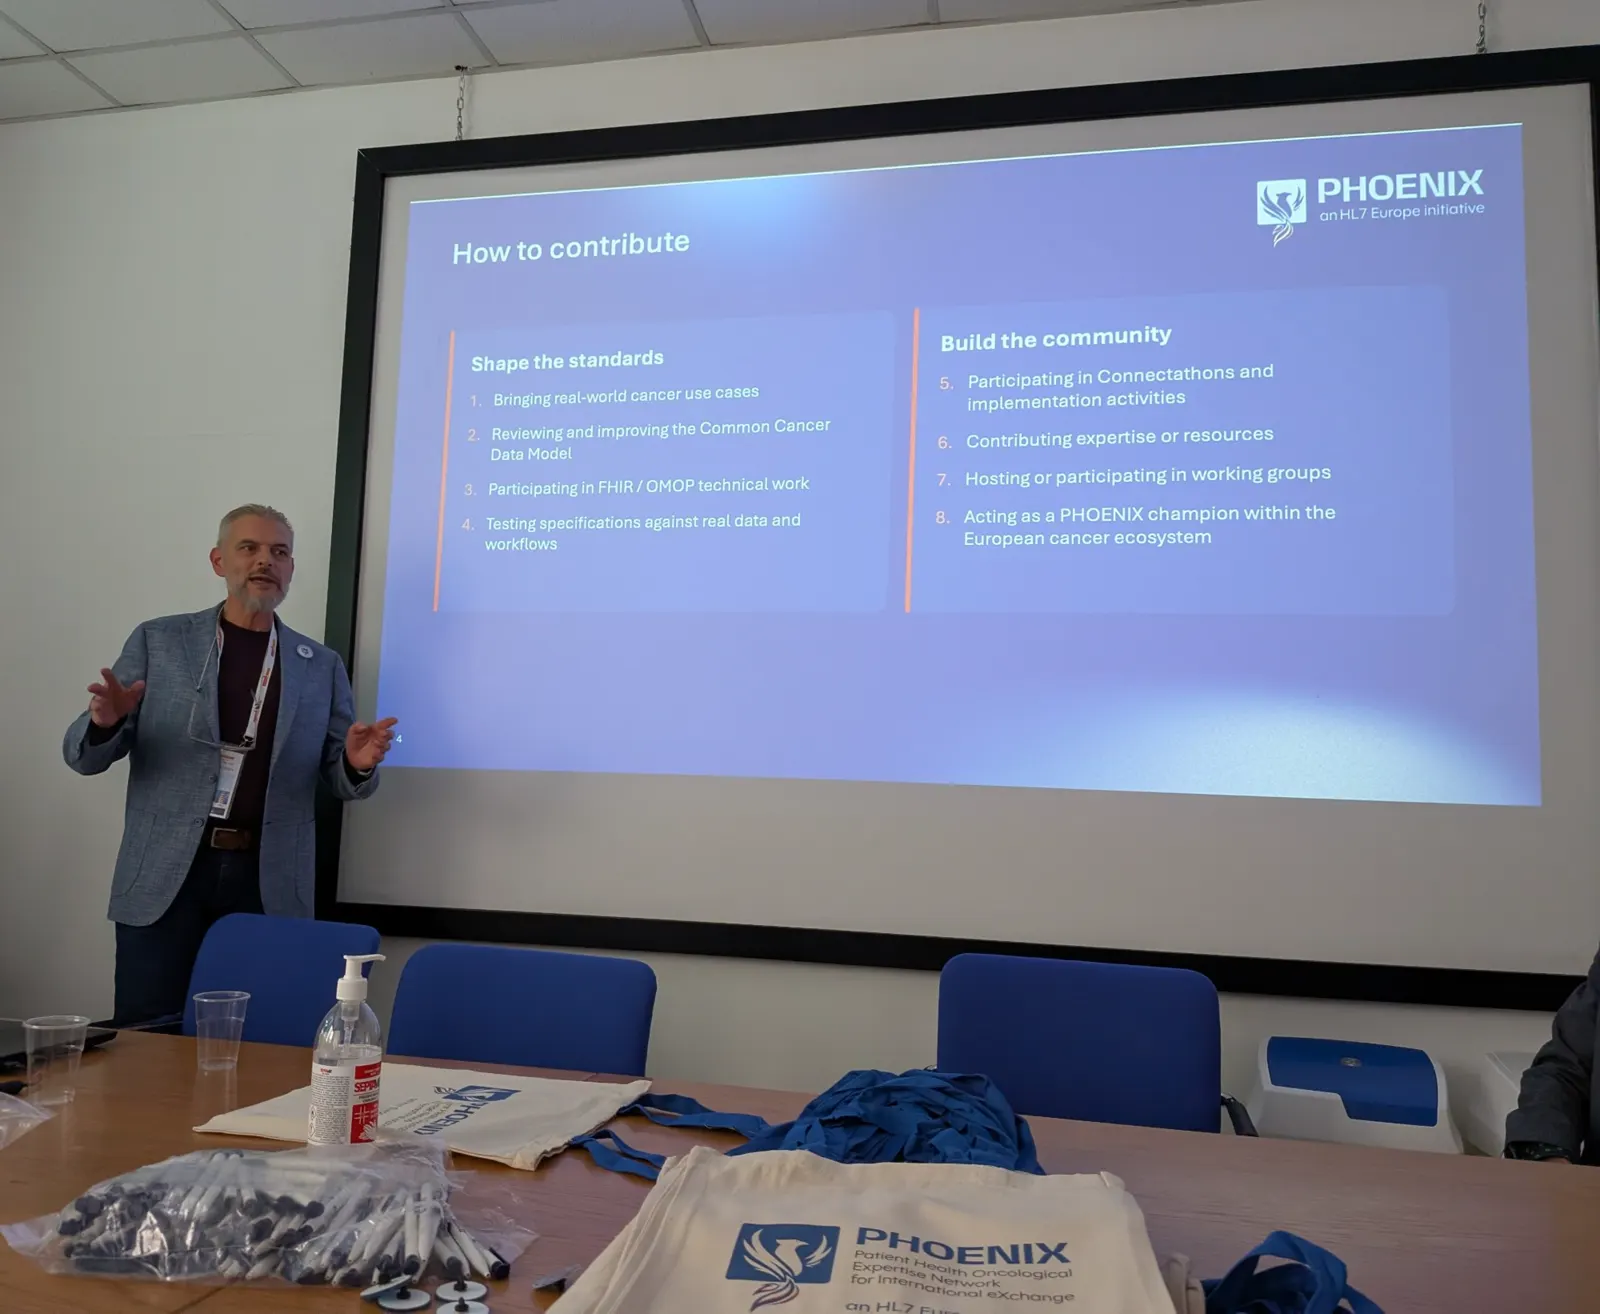 PHOENIX
an HL7 Europe initiative
How to contribute
Shape the standards
1. Bringing real-world cancer use cases
2. Reviewing and improving the Common Cancer
Data Model
3. Participating in FHIR / OMOP technical work
4. Testing specifications against real data and
workflows
Build the community
5. Participating in Connectathons and
implementation activities
6. Contributing expertise or resources
7. Hosting or participating in working groups
8. Acting as a PHOENIX champion within the
European cancer ecosystem
4
PHOENIX
PHOENIX
Patient Health Oncological
Expertise Network
for International eXchange
an HL7